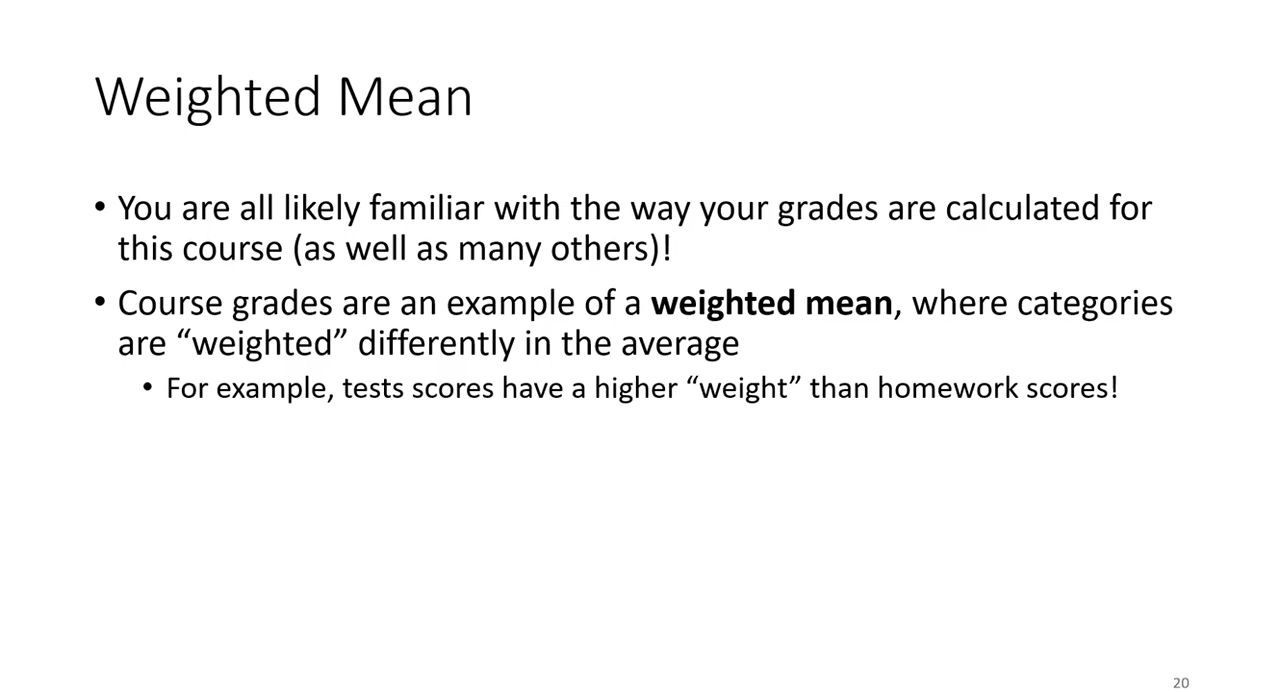 Weighted Mean
• You are all likely familiar with the way your grades are calculated for
this course (as well as many others)!
• Course grades are an example of a weighted mean, where categories
are “weighted” differently in the average
• For example, tests scores have a higher “weight” than homework scores!
20